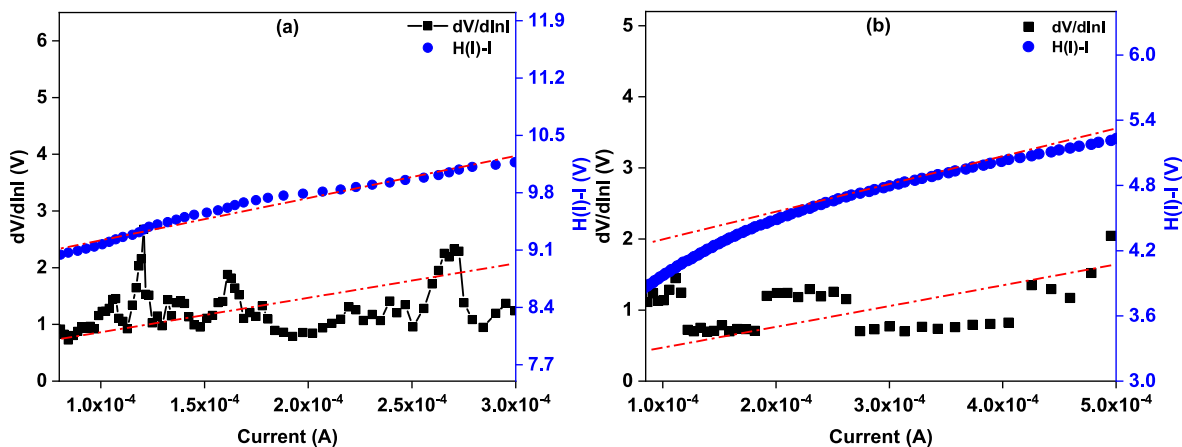 (a)
dV/dlnI
H(I)-I
6
5
4
3
2
1
0
dV/dlnI (V)
11.9
11.2
10.5
9.8
9.1
8.4
7.7
H(I)-I (V)
1.0x10⁻⁴
1.5x10⁻⁴
2.0x10⁻⁴
2.5x10⁻⁴
3.0x10⁻⁴
Current (A)
(b)
dV/dlnI
H(I)-I
5
4
3
2
1
0
dV/dlnI (V)
6.0
5.4
4.8
4.2
3.6
3.0
H(I)-I (V)
1.0x10⁻⁴
2.0x10⁻⁴
3.0x10⁻⁴
4.0x10⁻⁴
5.0x10⁻⁴
Current (A)